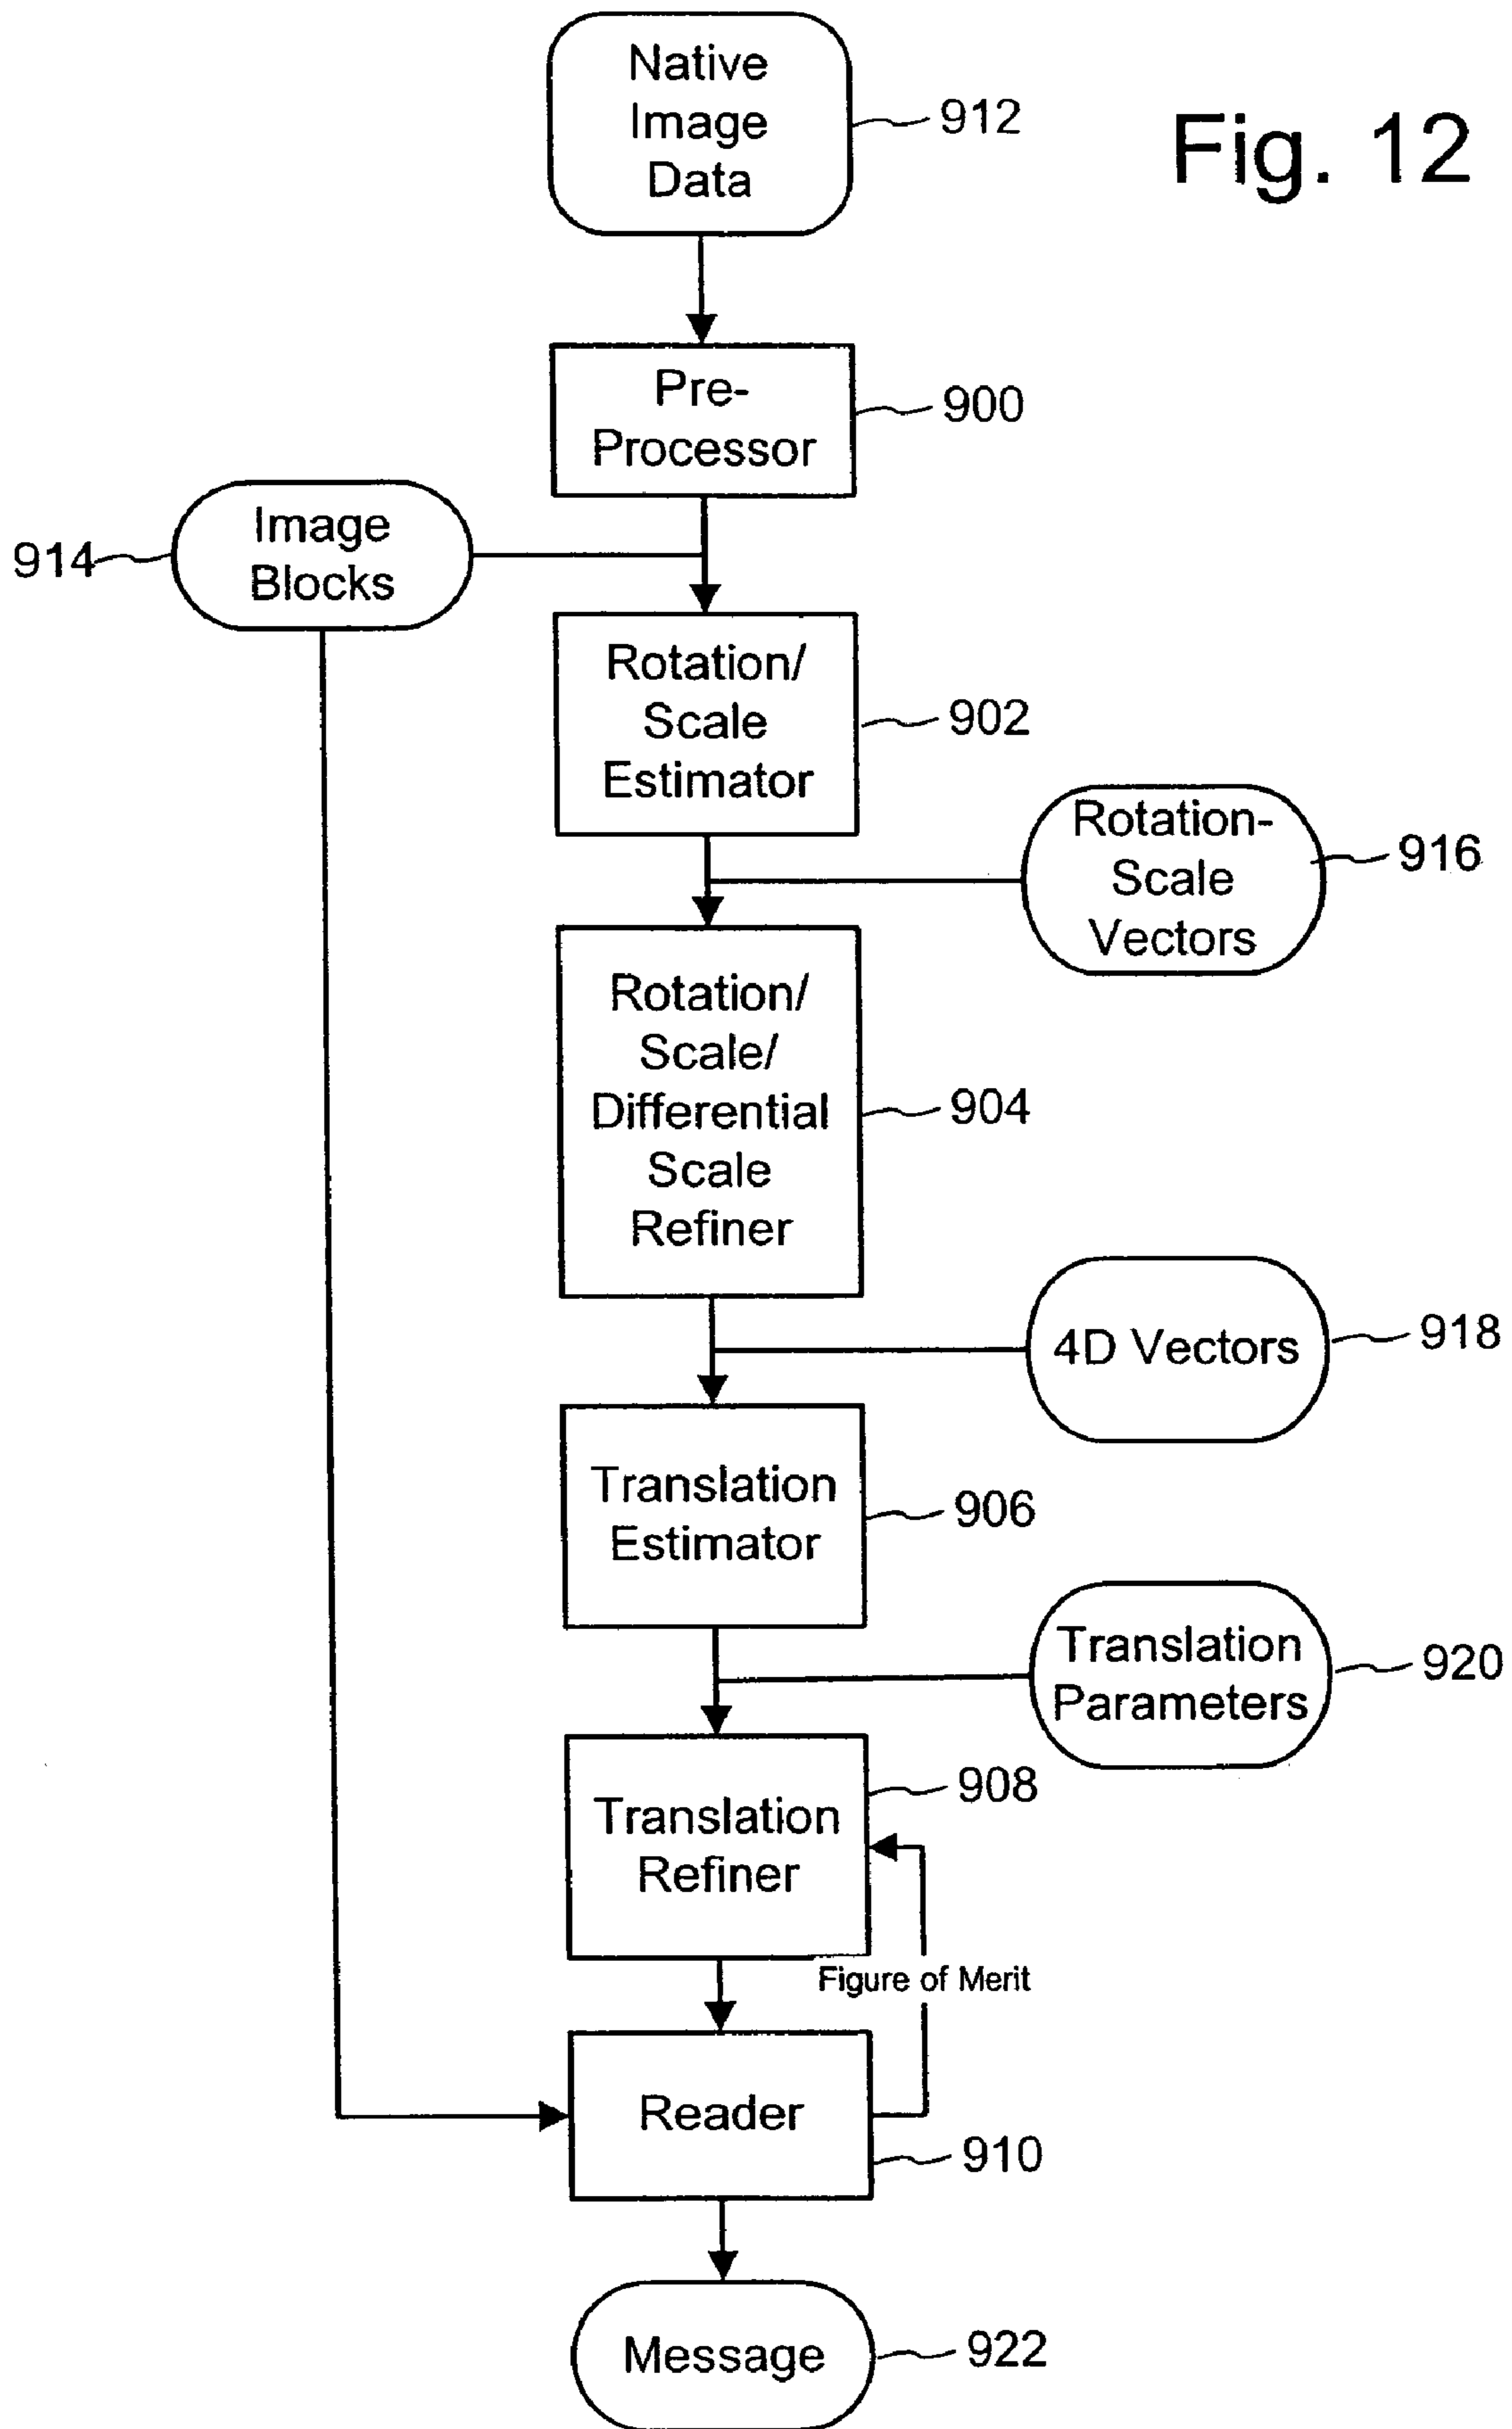 Native
Image
Data
912
Fig. 12
Pre-
Processor
900
Image
Blocks
914
Rotation/
Scale
Estimator
902
Rotation-
Scale
Vectors
916
Rotation/
Scale/
Differential
Scale
Refiner
904
4D Vectors
918
Translation
Estimator
906
Translation
Parameters
920
Translation
Refiner
908
Figure of Merit
Reader
910
Message
922